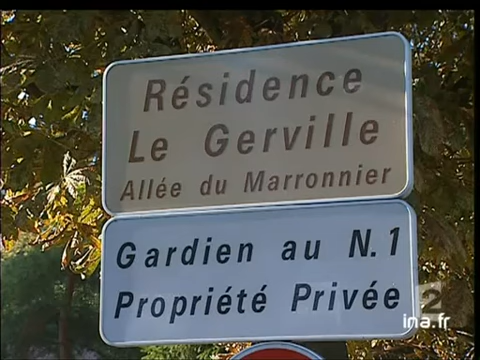 Résidence
Le Gerville
Allée du Marronnier
Gardien au N.1
Propriété Privée
2
ina.fr